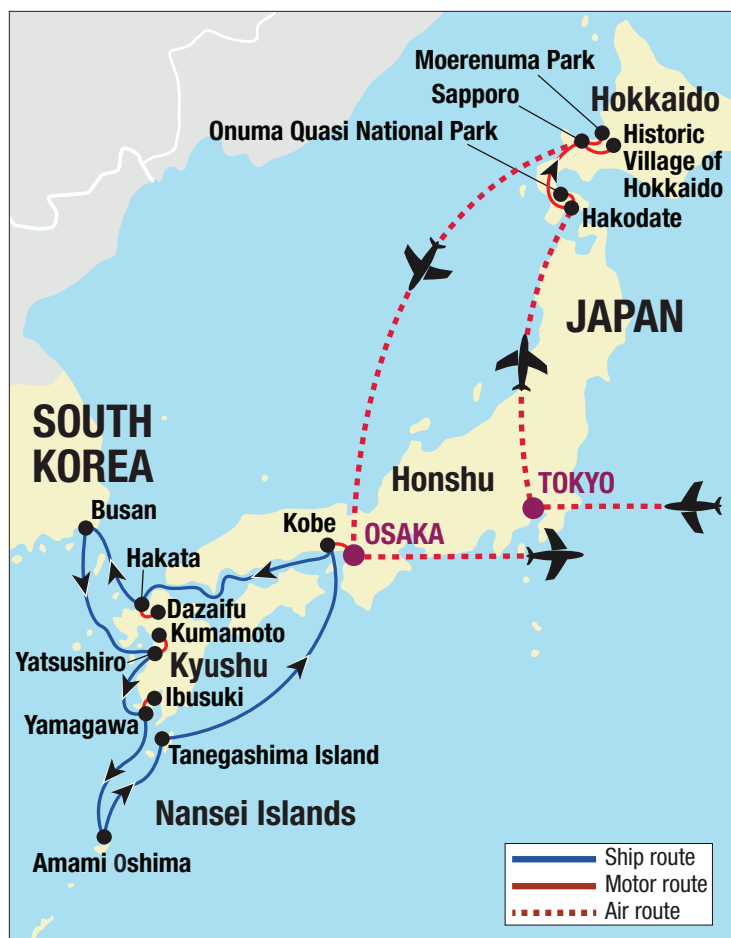 Moerenuma Park
Sapporo
Hokkaido
Onuma Quasi National Park
Historic
Village of
Hokkaido
Hakodate
JAPAN
SOUTH
KOREA
Honshu
TOKYO
Busan
Kobe
OSAKA
Hakata
Dazaifu
Kumamoto
Yatsushiro
Kyushu
Ibusuki
Yamagawa
Tanegashima Island
Nansei Islands
Amami Oshima
Ship route
Motor route
Air route